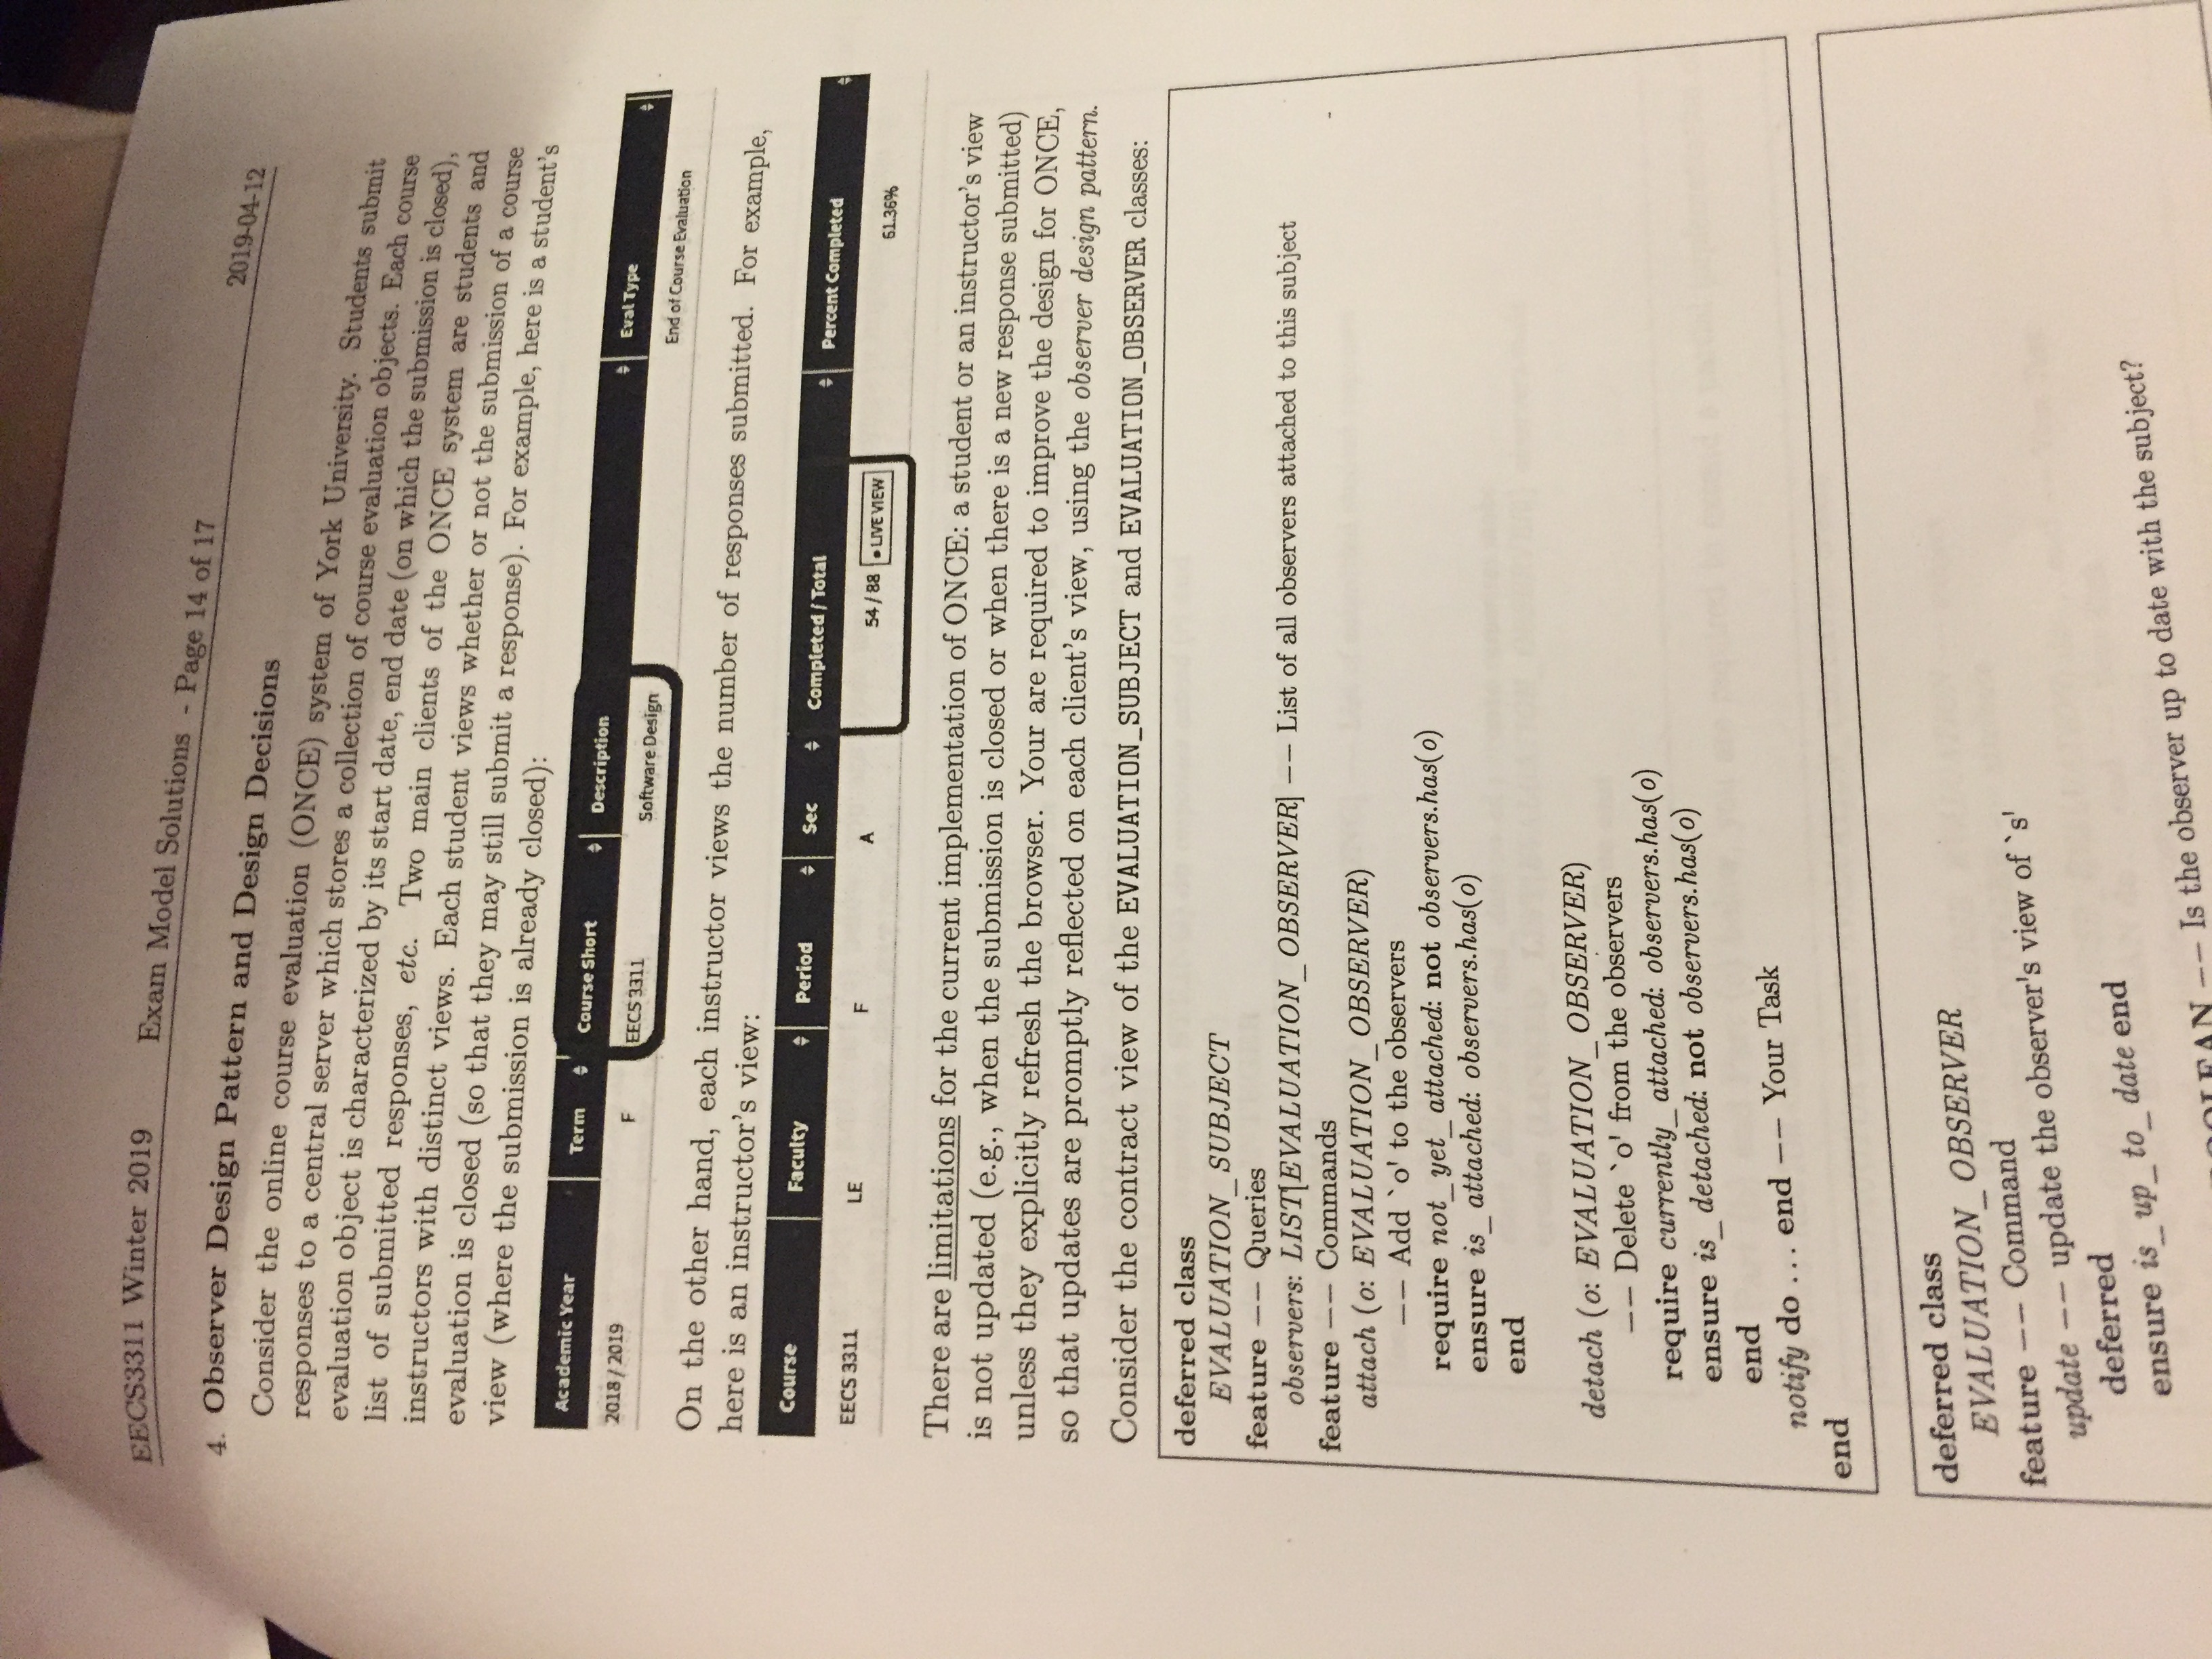 EECS3311 Winter 2019 Exam Model Solutions - Page 14 of 17 2019-04-12
4. Observer Design Pattern and Design Decisions
Consider the online course evaluation (ONCE) system of York University. Students submit
responses to a central server which stores a collection of course evaluation objects. Each course
evaluation object is characterized by its start date, end date (on which the submission is closed),
list of submitted responses, etc. Two main clients of the ONCE system are students and
instructors with distinct views. Each student views whether or not the submission of a course
evaluation is closed (so that they may still submit a response). For example, here is a student's
view (where the submission is already closed):
Academic Year Term Course Short Description Eval Type
2018 / 2019 F EECS 3311 Software Design End of Course Evaluation
On the other hand, each instructor views the number of responses submitted. For example,
here is an instructor's view:
Course Faculty Period Sec Completed / Total Percent Completed
EECS 3311 LE F A 54 / 88 • LIVE VIEW 61.36%
There are limitations for the current implementation of ONCE: a student or an instructor's view
is not updated (e.g., when the submission is closed or when there is a new response submitted)
unless they explicitly refresh the browser. Your are required to improve the design for ONCE,
so that updates are promptly reflected on each client's view, using the observer design pattern.
Consider the contract view of the EVALUATION_SUBJECT and EVALUATION_OBSERVER classes:
deferred class
EVALUATION_SUBJECT
feature -- Queries
observers: LIST[EVALUATION_OBSERVER] -- List of all observers attached to this subject
feature -- Commands
attach (o: EVALUATION_OBSERVER)
-- Add `o' to the observers
require not_yet_attached: not observers.has(o)
ensure is_attached: observers.has(o)
end
detach (o: EVALUATION_OBSERVER)
-- Delete `o' from the observers
require currently_attached: observers.has(o)
ensure is_detached: not observers.has(o)
end
notify do ... end -- Your Task
end
deferred class
EVALUATION_OBSERVER
feature -- Command
update -- update the observer's view of `s'
deferred
ensure is_up_to_date end
BOOLEAN -- Is the observer up to date with the subject?